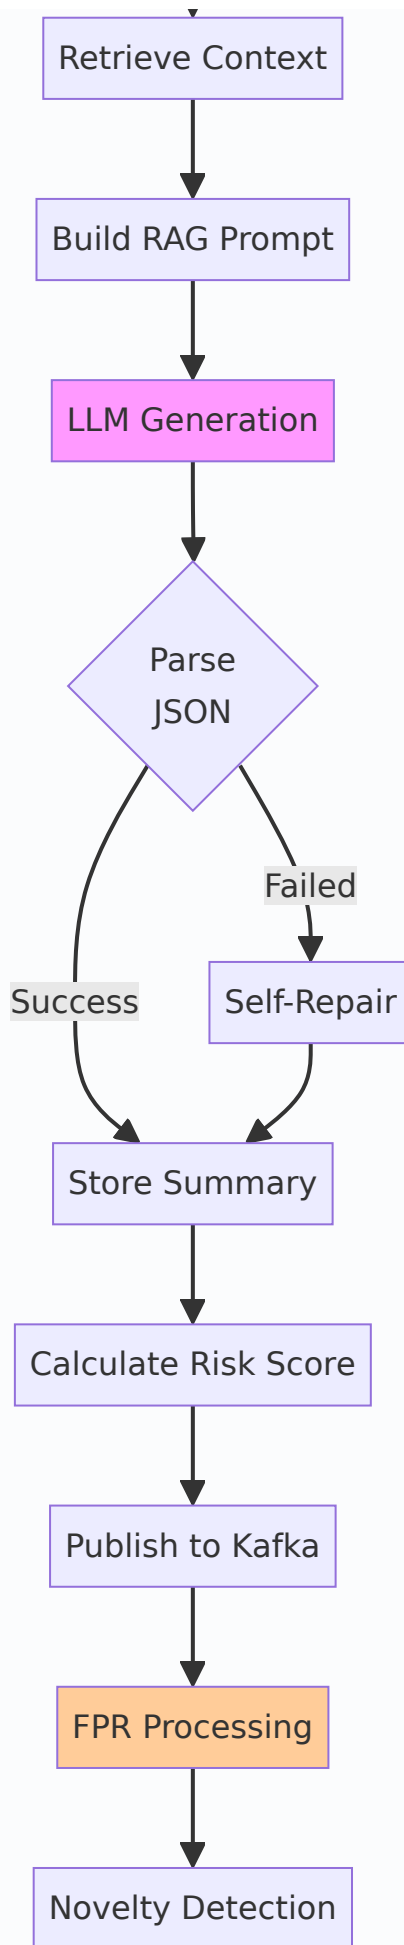 Retrieve Context
Build RAG Prompt
LLM Generation
Parse
JSON
Failed
Success
Self-Repair
Store Summary
Calculate Risk Score
Publish to Kafka
FPR Processing
Novelty Detection